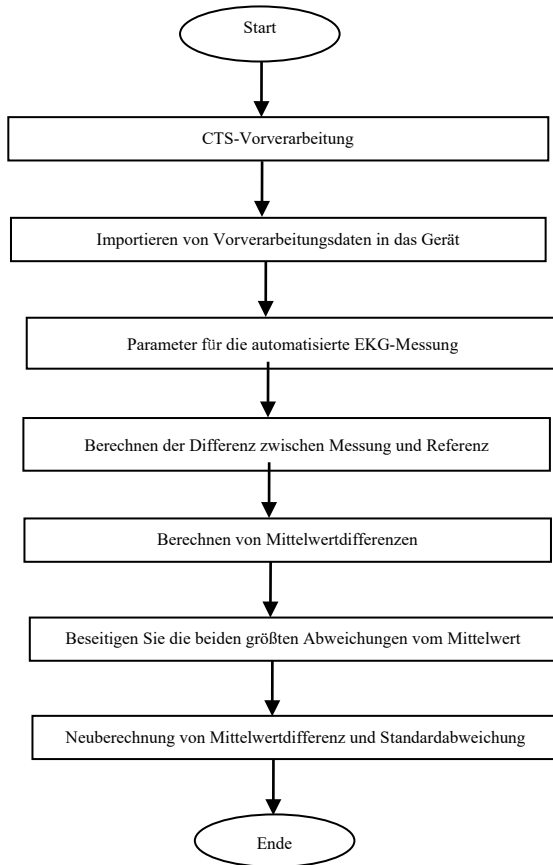 Start
CTS-Vorverarbeitung
Importieren von Vorverarbeitungsdaten in das Gerät
Parameter für die automatisierte EKG-Messung
Berechnen der Differenz zwischen Messung und Referenz
Berechnen von Mittelwertdifferenzen
Beseitigen Sie die beiden größten Abweichungen vom Mittelwert
Neuberechnung von Mittelwertdifferenz und Standardabweichung
Ende